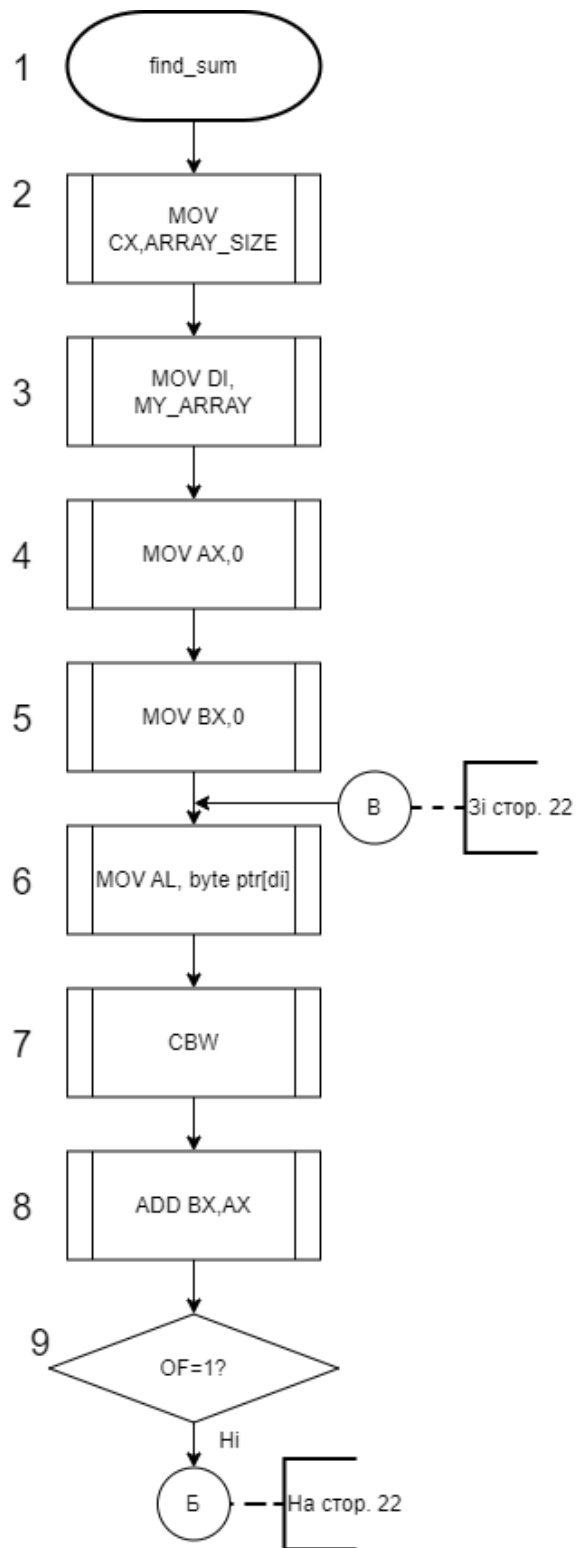 1
find_sum
2
MOV
CX,ARRAY_SIZE
3
MOV DI,
MY_ARRAY
4
MOV AX,0
5
MOV BX,0
В
Зі стор. 22
6
MOV AL, byte ptr[di]
7
CBW
8
ADD BX,AX
9
OF=1?
Ні
Б
На стор. 22